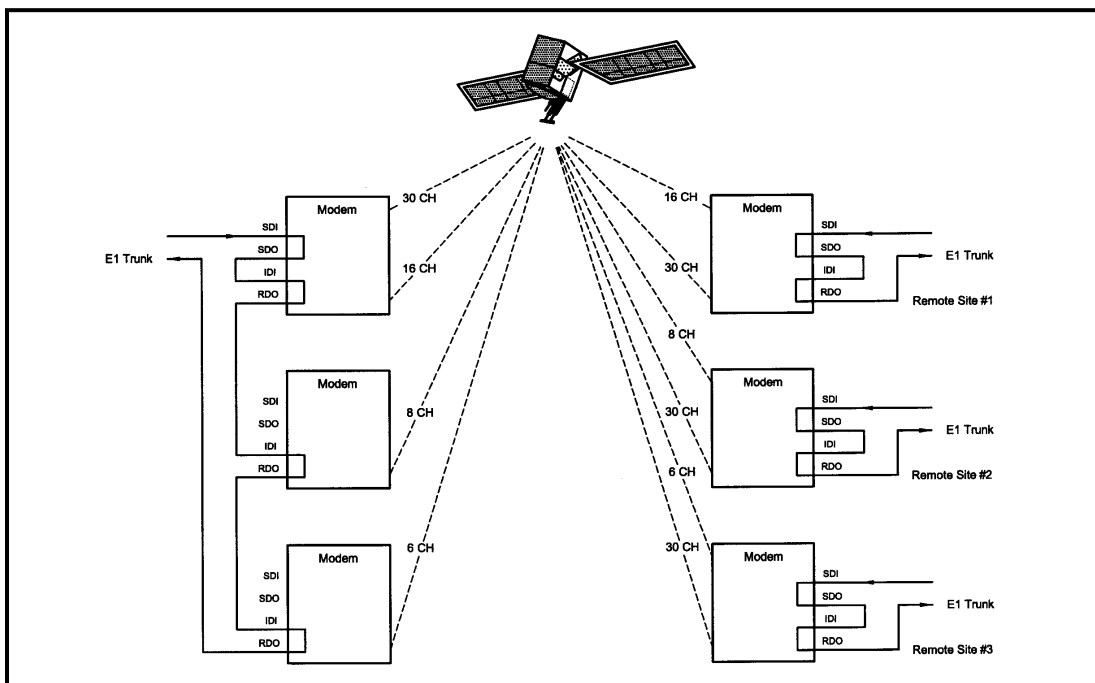 30 CH
16 CH
Modem
SDI
SDO
IDI
RDO
E1 Trunk
16 CH
30 CH
Modem
SDI
SDO
IDI
RDO
E1 Trunk
Remote Site #1
8 CH
Modem
SDI
SDO
IDI
RDO
8 CH
30 CH
Modem
SDI
SDO
IDI
RDO
E1 Trunk
Remote Site #2
6 CH
Modem
SDI
SDO
IDI
RDO
6 CH
30 CH
Modem
SDI
SDO
IDI
RDO
E1 Trunk
Remote Site #3